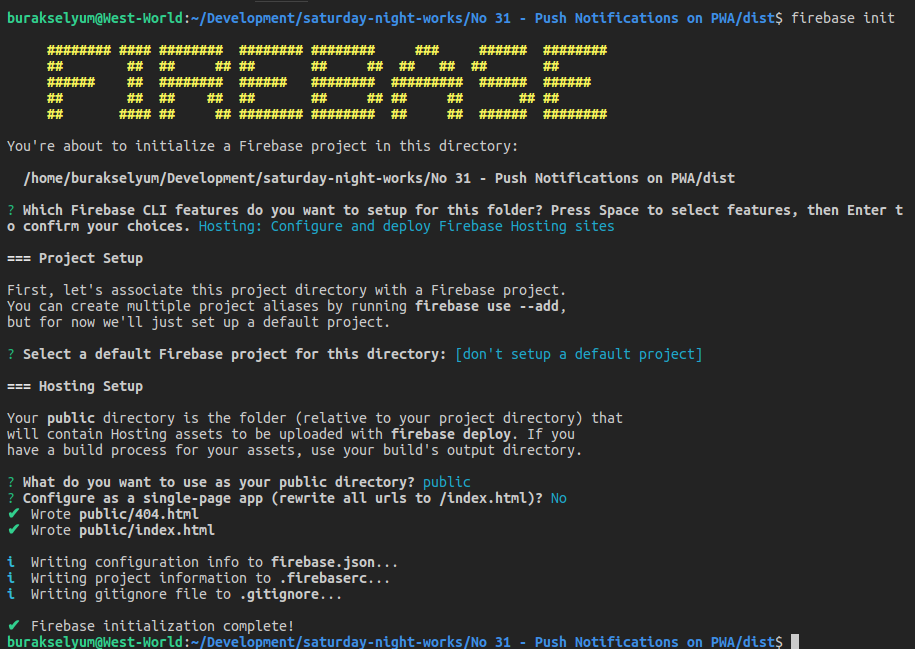 burakselyum@West-World:~/Development/saturday-night-works/No 31 - Push Notifications on PWA/dist$ firebase init
######## #### ########  ######## ########     ###     ######  ########
##        ##  ##     ## ##       ##     ##  ##   ##  ##       ##
######    ##  ########  ######   ########  #########  ######  ######
##        ##  ##    ##  ##       ##     ## ##     ##       ## ##
##       #### ##     ## ######## ########  ##     ##  ######  ########
You're about to initialize a Firebase project in this directory:
/home/burakselyum/Development/saturday-night-works/No 31 - Push Notifications on PWA/dist
? Which Firebase CLI features do you want to setup for this folder? Press Space to select features, then Enter t
o confirm your choices. Hosting: Configure and deploy Firebase Hosting sites
=== Project Setup
First, let's associate this project directory with a Firebase project.
You can create multiple project aliases by running firebase use --add,
but for now we'll just set up a default project.
? Select a default Firebase project for this directory: [don't setup a default project]
=== Hosting Setup
Your public directory is the folder (relative to your project directory) that
will contain Hosting assets to be uploaded with firebase deploy. If you
have a build process for your assets, use your build's output directory.
? What do you want to use as your public directory? public
? Configure as a single-page app (rewrite all urls to /index.html)? No
✔ Wrote public/404.html
✔ Wrote public/index.html
i Writing configuration info to firebase.json...
i Writing project information to .firebaserc...
i Writing gitignore file to .gitignore...
✔ Firebase initialization complete!
burakselyum@West-World:~/Development/saturday-night-works/No 31 - Push Notifications on PWA/dist$